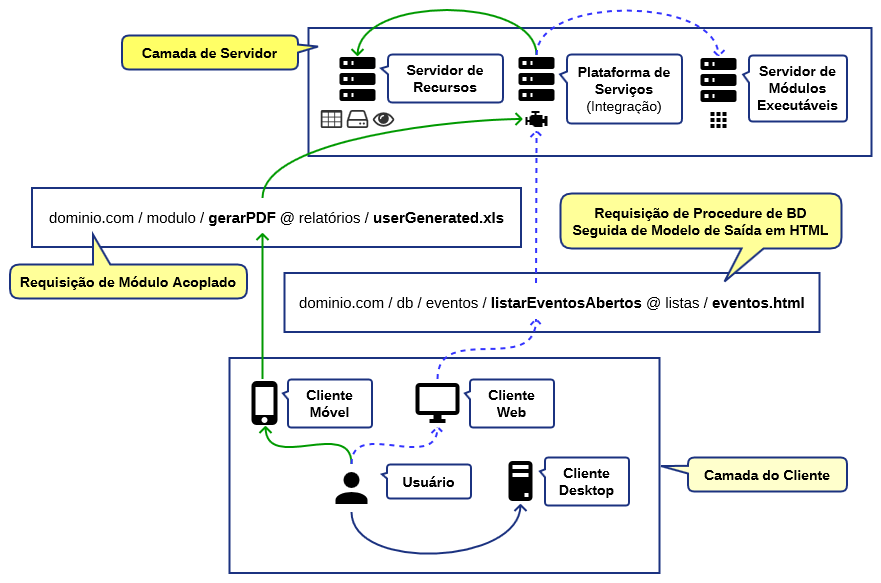 Camada de Servidor
Servidor de
Recursos
Plataforma de
Serviços
(Integração)
Servidor de
Módulos
Executáveis
dominio.com / modulo / gerarPDF @ relatórios / userGenerated.xls
Requisição de Procedure de BD
Seguida de Modelo de Saída em HTML
Requisição de Módulo Acoplado
dominio.com / db / eventos / listarEventosAbertos @ listas / eventos.html
Cliente
Móvel
Cliente
Web
Usuário
Cliente
Desktop
Camada do Cliente